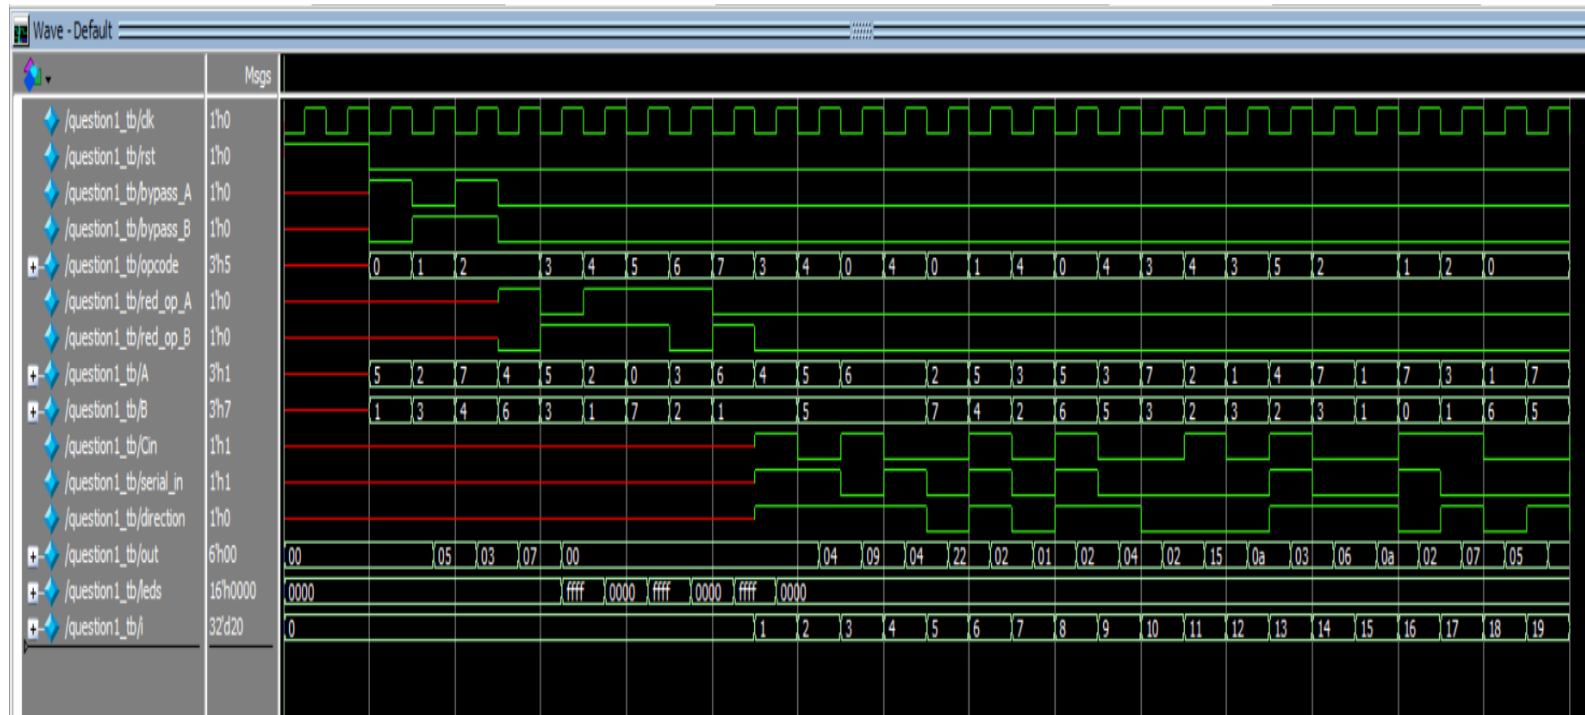 Wave - Default
Msgs
/question1_tb/clk 1'h0
/question1_tb/rst 1'h0
/question1_tb/bypass_A 1'h0
/question1_tb/bypass_B 1'h0
/question1_tb/opcode 3'h5 0 1 2 3 4 5 6 7 3 4 0 4 0 1 4 0 4 3 4 3 5 2 1 2 0
/question1_tb/red_op_A 1'h0
/question1_tb/red_op_B 1'h0
/question1_tb/A 3'h1 5 2 7 4 5 2 0 3 6 4 5 6 2 5 3 5 3 7 2 1 4 7 1 7 3 1 7
/question1_tb/B 3'h7 1 3 4 6 3 1 7 2 1 5 7 4 2 6 5 3 2 3 2 3 1 0 1 6 5
/question1_tb/Cin 1'h1
/question1_tb/serial_in 1'h1
/question1_tb/direction 1'h0
/question1_tb/out 6'h00 00 05 03 07 00 04 09 04 22 02 01 02 04 02 15 0a 03 06 0a 02 07 05
/question1_tb/leds 16'h0000 0000 ffff 0000 ffff 0000 ffff 0000
/question1_tb/i 32'd20 0 1 2 3 4 5 6 7 8 9 10 11 12 13 14 15 16 17 18 19